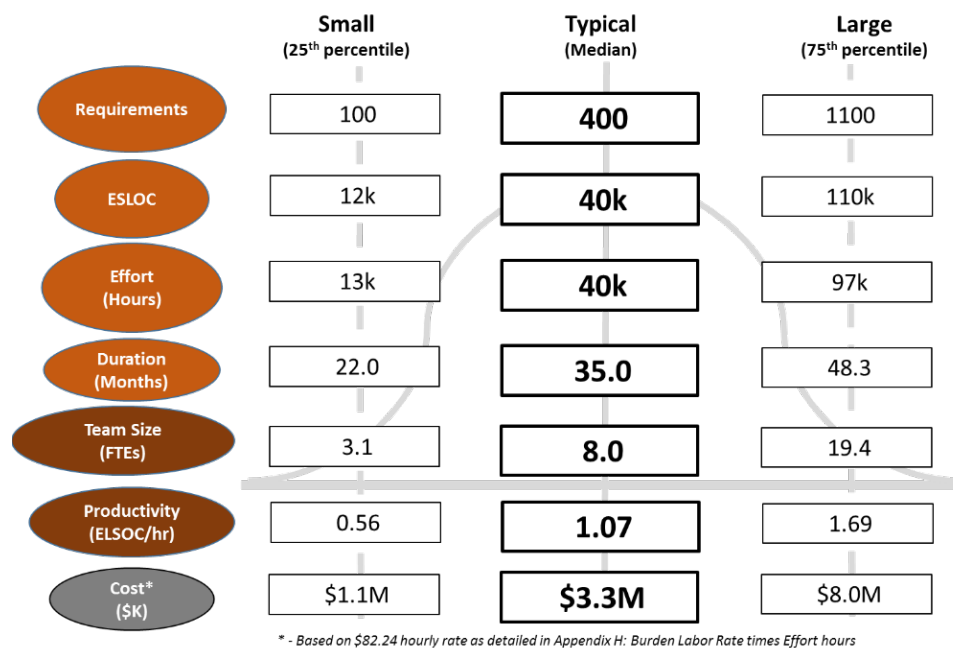 Small Typical Large
(25th percentile) (Median) (75th percentile)
Requirements 100 400 1100
ESLOC 12k 40k 110k
Effort
(Hours) 13k 40k 97k
Duration
(Months) 22.0 35.0 48.3
Team Size
(FTEs) 3.1 8.0 19.4
Productivity
(ELSOC/hr) 0.56 1.07 1.69
Cost*
($K) $1.1M $3.3M $8.0M
* - Based on $82.24 hourly rate as detailed in Appendix H: Burden Labor Rate times Effort hours